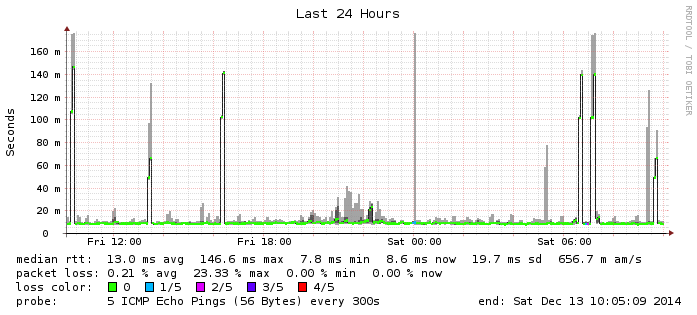 Last 24 Hours
RRDTOOL / TOBI OETIKER
Seconds
160 m
140 m
120 m
100 m
80 m
60 m
40 m
20 m
0
Fri 12:00 Fri 18:00 Sat 00:00 Sat 06:00
median rtt: 13.0 ms avg 146.6 ms max 7.8 ms min 8.6 ms now 19.7 ms sd 656.7 m am/s
packet loss: 0.21 % avg 23.33 % max 0.00 % min 0.00 % now
loss color: 0 1/5 2/5 3/5 4/5
probe: 5 ICMP Echo Pings (56 Bytes) every 300s end: Sat Dec 13 10:05:09 2014